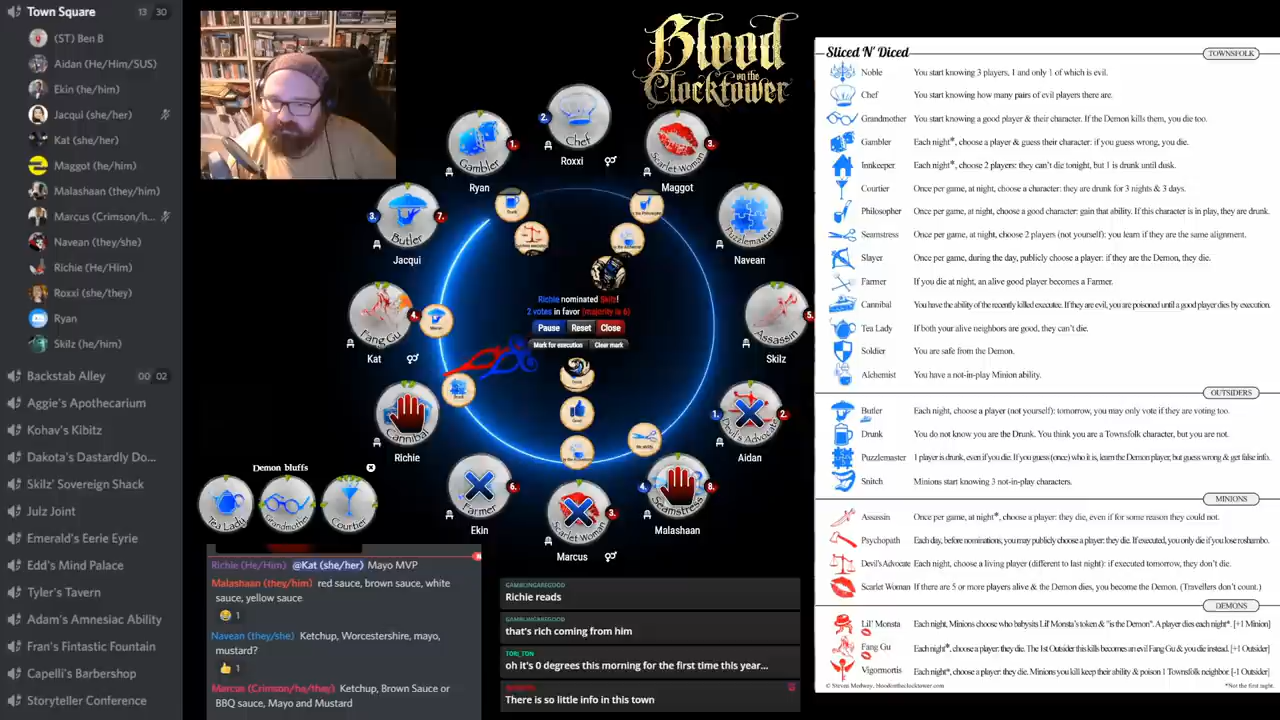 Town Square
13 30
(ST) Ben B
Aidan (He/Him/SUS)
Ekin (he/him)
Jacqui (she/her)
Kat (she/her)
Maggot (he/him)
Malashaan (they/him)
Marcus (Crimson/h...
Navean (they/she)
Richie (He/Him)
Roxxi (she/they)
Ryan
Skilz (he/him)
Backstab Alley
00 02
Aggie's Apothecarium
Kohav's Kibitz
Dakota's Dastardly Do...
Skilz' Sovereign Shack
Julz Joint
Emerald's Eerie Eyrie
Edd's Mind Palace
Tyler's Tavern
Adam's Amnesiac Ability
Fran's Frantastic Fountain
Capella Barbershop
Storyteller Conference
Blood
on the
Clocktower
Gambler
1.
Ryan
2.
Chef
Roxxi
Scarlet Woman
3.
Maggot
3.
Butler
7.
Jacqui
Puzzlemaster
Navean
Fang Gu
4.
Kat
Assassin
5.
Skilz
Cannibal
Richie
1.
Devil's Advocate
2.
Aidan
Farmer
6.
Ekin
Scarlet Woman
3.
Marcus
4.
Seamstress
8.
Malashaan
Richie nominated Skilz!
2 votes in favor (majority is 6)
Pause
Reset
Close
Mark for execution
Clear mark
Demon bluffs
Tea Lady
Grandmother
Courtier
Richie (He/Him) @Kat (she/her) Mayo MVP
Malashaan (they/him) red sauce, brown sauce, white
sauce, yellow sauce
1
Navean (they/she) Ketchup, Worcestershire, mayo,
mustard?
1
Marcus (Crimson/he/they) Ketchup, Brown Sauce or
BBQ sauce, Mayo and Mustard
GAMBLINGAREGOOD
Richie reads
GAMBLINGAREGOOD
that's rich coming from him
TORI_TON
oh it's 0 degrees this morning for the first time this year...
There is so little info in this town
Sliced N' Diced
TOWNSFOLK
Noble You start knowing 3 players, 1 and only 1 of which is evil.
Chef You start knowing how many pairs of evil players there are.
Grandmother You start knowing a good player & their character. If the Demon kills them, you die too.
Gambler Each night*, choose a player & guess their character: if you guess wrong, you die.
Innkeeper Each night*, choose 2 players: they can't die tonight, but 1 is drunk until dusk.
Courtier Once per game, at night, choose a character: they are drunk for 3 nights & 3 days.
Philosopher Once per game, at night, choose a good character: gain that ability. If this character is in play, they are drunk.
Seamstress Once per game, at night, choose 2 players (not yourself): you learn if they are the same alignment.
Slayer Once per game, during the day, publicly choose a player: if they are the Demon, they die.
Farmer If you die at night, an alive good player becomes a Farmer.
Cannibal You have the ability of the recently killed executee. If they are evil, you are poisoned until a good player dies by execution.
Tea Lady If both your alive neighbors are good, they can't die.
Soldier You are safe from the Demon.
Alchemist You have a not-in-play Minion ability.
OUTSIDERS
Butler Each night, choose a player (not yourself): tomorrow, you may only vote if they are voting too.
Drunk You do not know you are the Drunk. You think you are a Townsfolk character, but you are not.
Puzzlemaster 1 player is drunk, even if you die. If you guess (once) who it is, learn the Demon player, but guess wrong & get false info.
Snitch Minions start knowing 3 not-in-play characters.
MINIONS
Assassin Once per game, at night*, choose a player: they die, even if for some reason they could not.
Psychopath Each day, before nominations, you may publicly choose a player: they die. If executed, you only die if you lose roshambo.
Devil's Advocate Each night, choose a living player (different to last night): if executed tomorrow, they don't die.
Scarlet Woman If there are 5 or more players alive & the Demon dies, you become the Demon. (Travellers don't count.)
DEMONS
Lil' Monsta Each night, Minions choose who babysits Lil' Monsta's token & "is the Demon". A player dies each night*. [+1 Minion]
Fang Gu Each night*, choose a player: they die. The 1st Outsider this kills becomes an evil Fang Gu & you die instead. [+1 Outsider]
Vigormortis Each night*, choose a player: they die. Minions you kill keep their ability & poison 1 Townsfolk neighbor. [-1 Outsider]
© Steven Medway, bloodontheclocktower.com
*Not the first night.